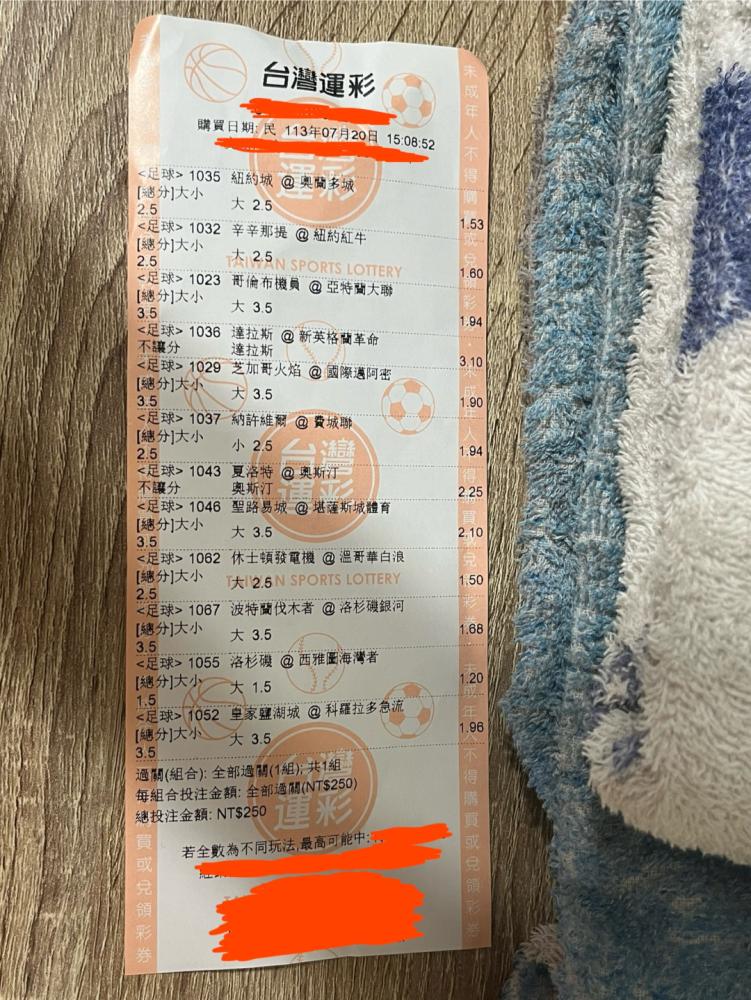 台灣運彩
購買日期: 民 113年07月20日 15:08:52
<足球> 1035 紐約城 @ 奧蘭多城
[總分]大小 大 2.5
2.5 1.53
<足球> 1032 辛辛那提 @ 紐約紅牛
[總分]大小 大 2.5
2.5 1.60
TAIWAN SPORTS LOTTERY
<足球> 1023 哥倫布機員 @ 亞特蘭大聯
[總分]大小 大 3.5
3.5 1.94
<足球> 1036 達拉斯 @ 新英格蘭革命
不讓分 達拉斯 3.10
<足球> 1029 芝加哥火焰 @ 國際邁阿密
[總分]大小 大 3.5
3.5 1.90
<足球> 1037 納許維爾 @ 費城聯
[總分]大小 小 2.5
2.5 1.94
<足球> 1043 夏洛特 @ 奧斯汀
不讓分 奧斯汀 2.25
<足球> 1046 聖路易城 @ 堪薩斯城體育
[總分]大小 大 3.5
3.5 2.10
<足球> 1062 休士頓發電機 @ 溫哥華白浪
[總分]大小 大 2.5
2.5 1.50
TAIWAN SPORTS LOTTERY
<足球> 1067 波特蘭伐木者 @ 洛杉磯銀河
[總分]大小 大 3.5
3.5 1.68
<足球> 1055 洛杉磯 @ 西雅圖海灣者
[總分]大小 大 1.5
1.5 1.20
<足球> 1052 皇家鹽湖城 @ 科羅拉多急流
[總分]大小 大 3.5
3.5 1.96
過關(組合): 全部過關(1組); 共1組
每組合投注金額: 全部過關(NT$250)
總投注金額: NT$250
若全數為不同玩法,最高可能中:
台灣運彩
未成年人不得購買或兌領彩券